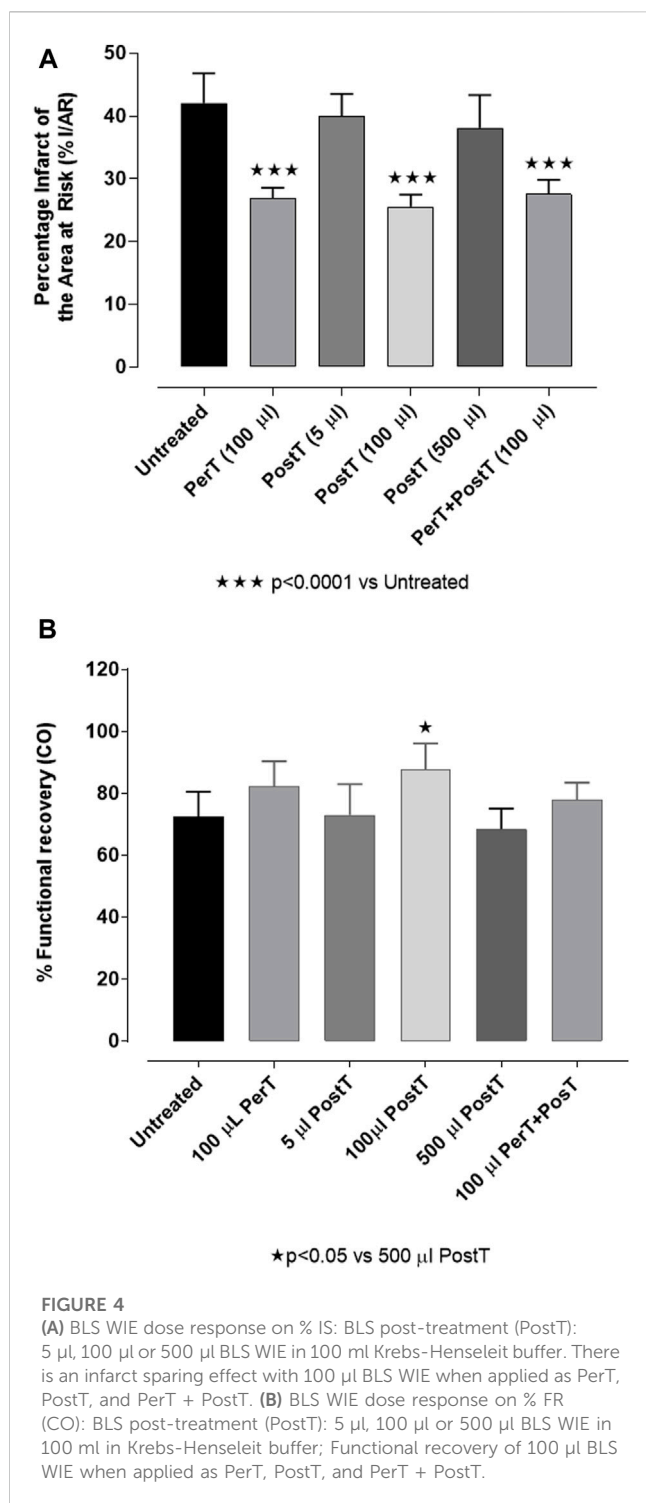 A
Percentage Infarct of
the Area at Risk (% I/AR)
50
40
30
20
10
0
★★★
★★★
★★★
Untreated
PerT (100 µl)
PostT (5 µl)
PostT (100 µl)
PostT (500 µl)
PerT+PostT (100 µl)
★★★ p<0.0001 vs Untreated
B
% Functional recovery (CO)
120
100
80
60
40
20
0
★
Untreated
100 µL PerT
5 µl PostT
100µl PostT
500 µl PostT
100 µl PerT+PosT
★p<0.05 vs 500 µl PostT
FIGURE 4
(A) BLS WIE dose response on % IS: BLS post-treatment (PostT):
5 µl, 100 µl or 500 µl BLS WIE in 100 ml Krebs-Henseleit buffer. There
is an infarct sparing effect with 100 µl BLS WIE when applied as PerT,
PostT, and PerT + PostT. (B) BLS WIE dose response on % FR
(CO): BLS post-treatment (PostT): 5 µl, 100 µl or 500 µl BLS WIE in
100 ml in Krebs-Henseleit buffer; Functional recovery of 100 µl BLS
WIE when applied as PerT, PostT, and PerT + PostT.